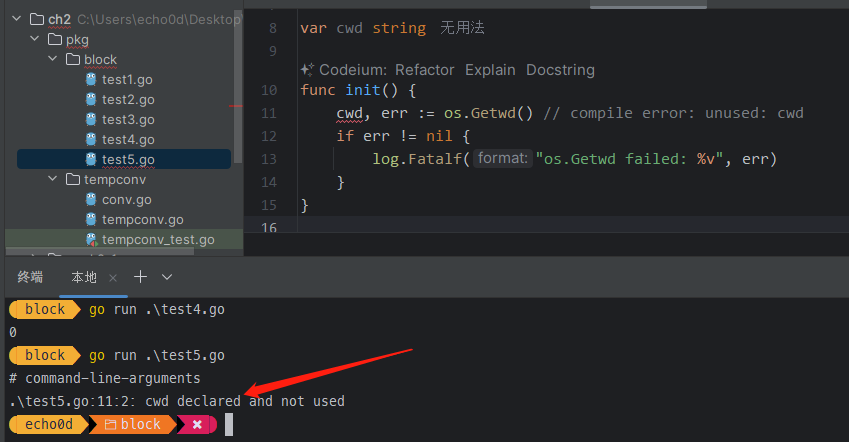 ch2 C:\Users\echo0d\Desktop\
pkg
block
test1.go
test2.go
test3.go
test4.go
test5.go
tempconv
conv.go
tempconv.go
tempconv_test.go
8 var cwd string 无用法
9
Codeium: Refactor Explain Docstring
10 func init() {
11 cwd, err := os.Getwd() // compile error: unused: cwd
12 if err != nil {
13 log.Fatalf( format: "os.Getwd failed: %v", err)
14 }
15 }
16
终端 本地 × +
block go run .\test4.go
0
block go run .\test5.go
# command-line-arguments
.\test5.go:11:2: cwd declared and not used
echo0d block ✖